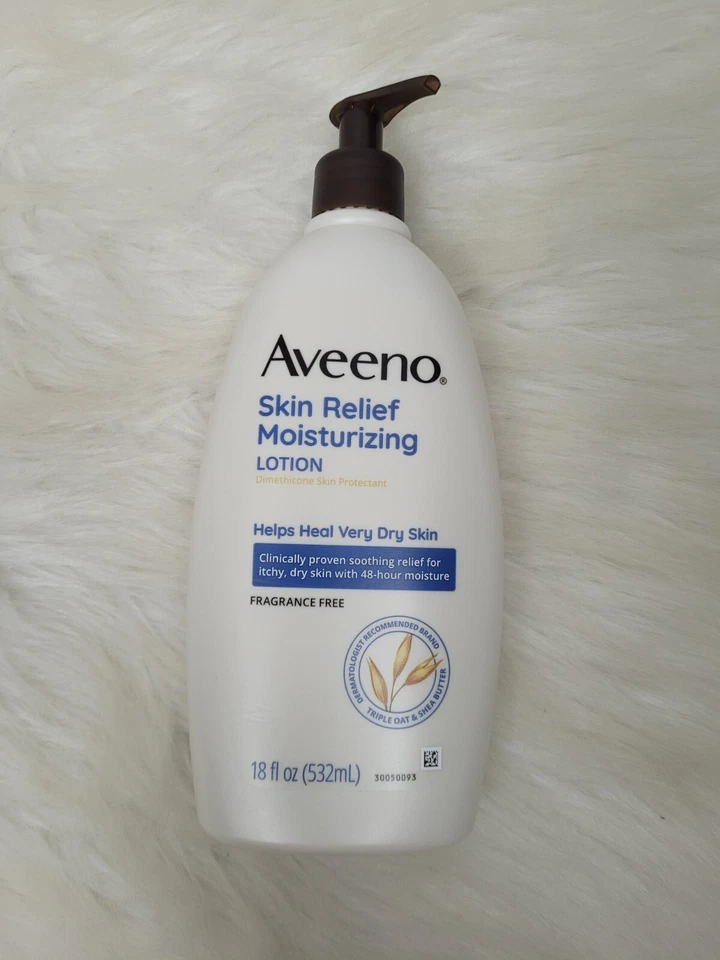 Aveeno®
Skin Relief
Moisturizing
LOTION
Dimethicone Skin Protectant
Helps Heal Very Dry Skin
Clinically proven soothing relief for
itchy, dry skin with 48-hour moisture
FRAGRANCE FREE
DERMATOLOGIST RECOMMENDED BRAND
TRIPLE OAT & SHEA BUTTER
18 fl oz (532mL)
30050093